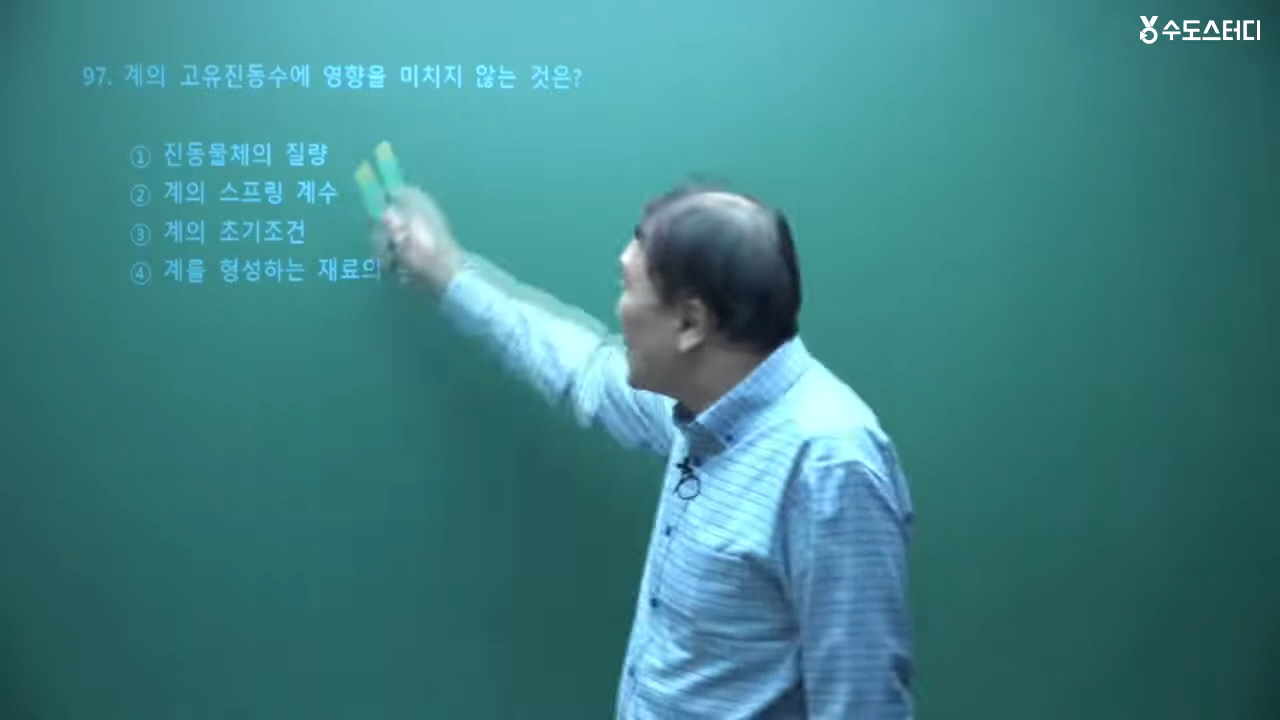 수도스터디
97. 계의 고유진동수에 영향을 미치지 않는 것은?
① 진동물체의 질량
② 계의 스프링 계수
③ 계의 초기조건
④ 계를 형성하는 재료의